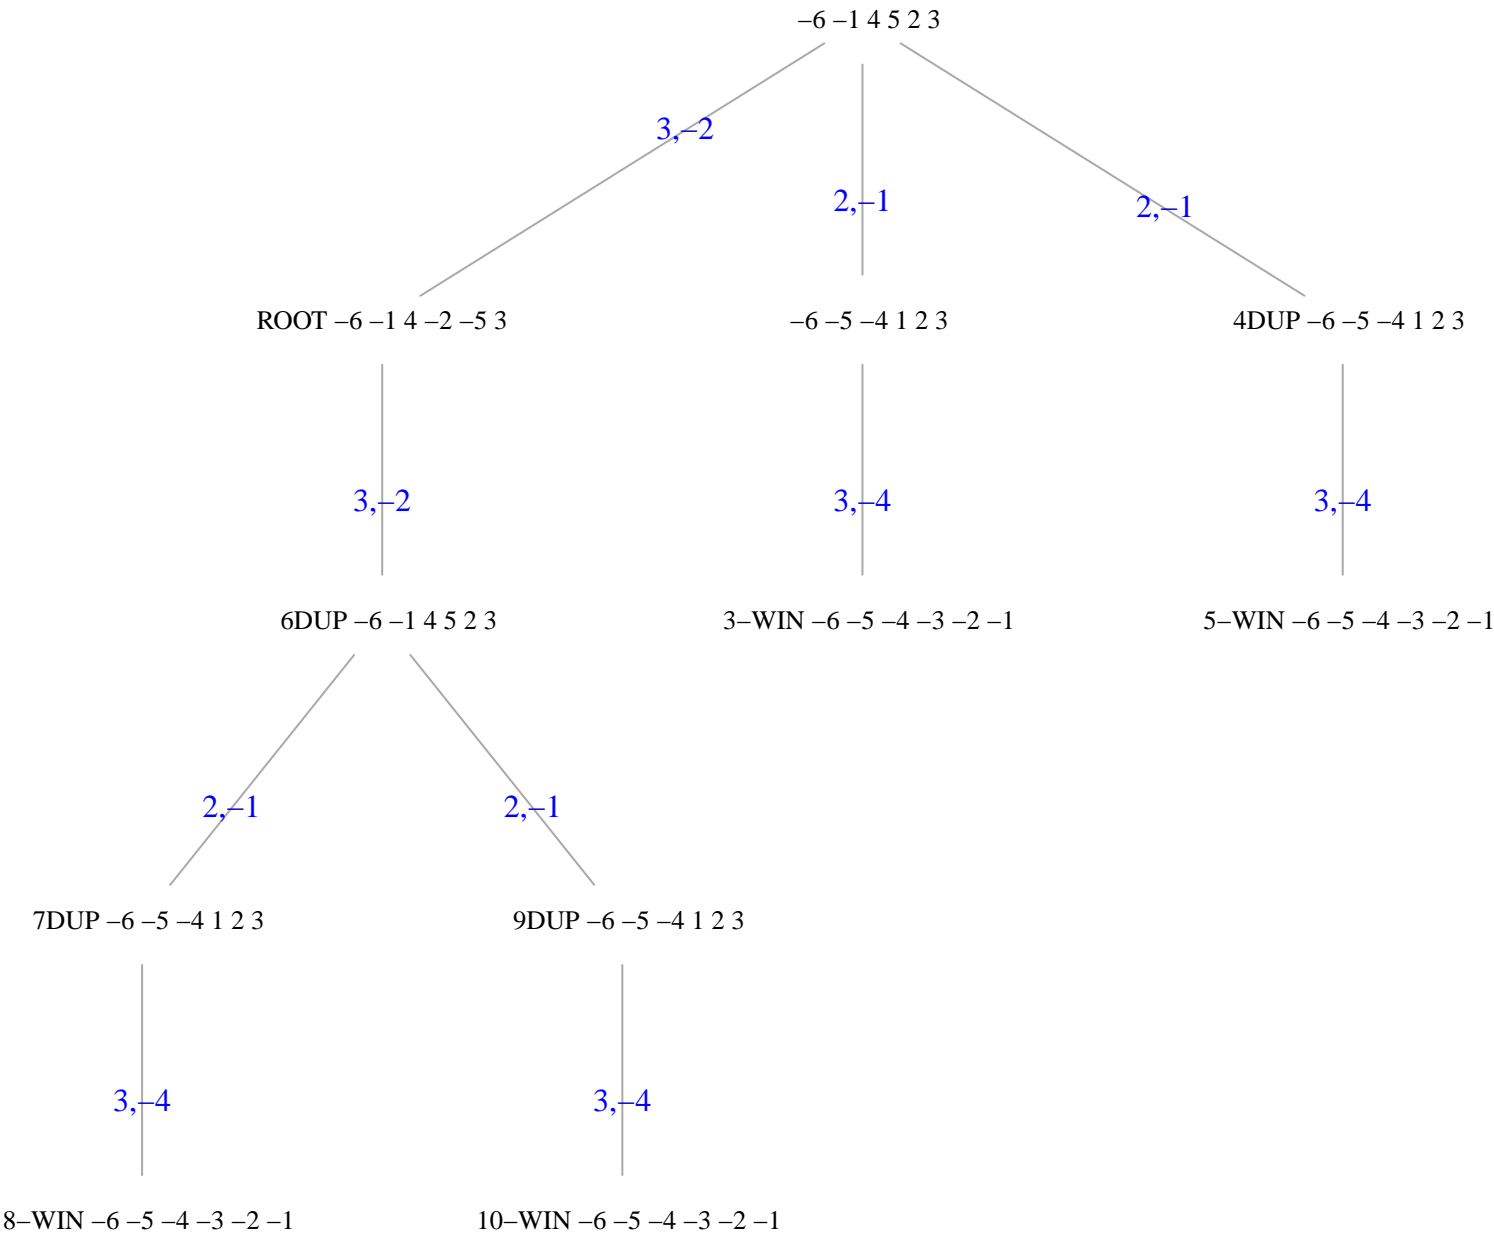 –6 –1 4 5 2 3
3,–2
2,–1
2,–1
ROOT –6 –1 4 –2 –5 3
–6 –5 –4 1 2 3
4DUP –6 –5 –4 1 2 3
3,–2
3,–4
3,–4
6DUP –6 –1 4 5 2 3
3–WIN –6 –5 –4 –3 –2 –1
5–WIN –6 –5 –4 –3 –2 –1
2,–1
2,–1
7DUP –6 –5 –4 1 2 3
9DUP –6 –5 –4 1 2 3
3,–4
3,–4
8–WIN –6 –5 –4 –3 –2 –1
10–WIN –6 –5 –4 –3 –2 –1